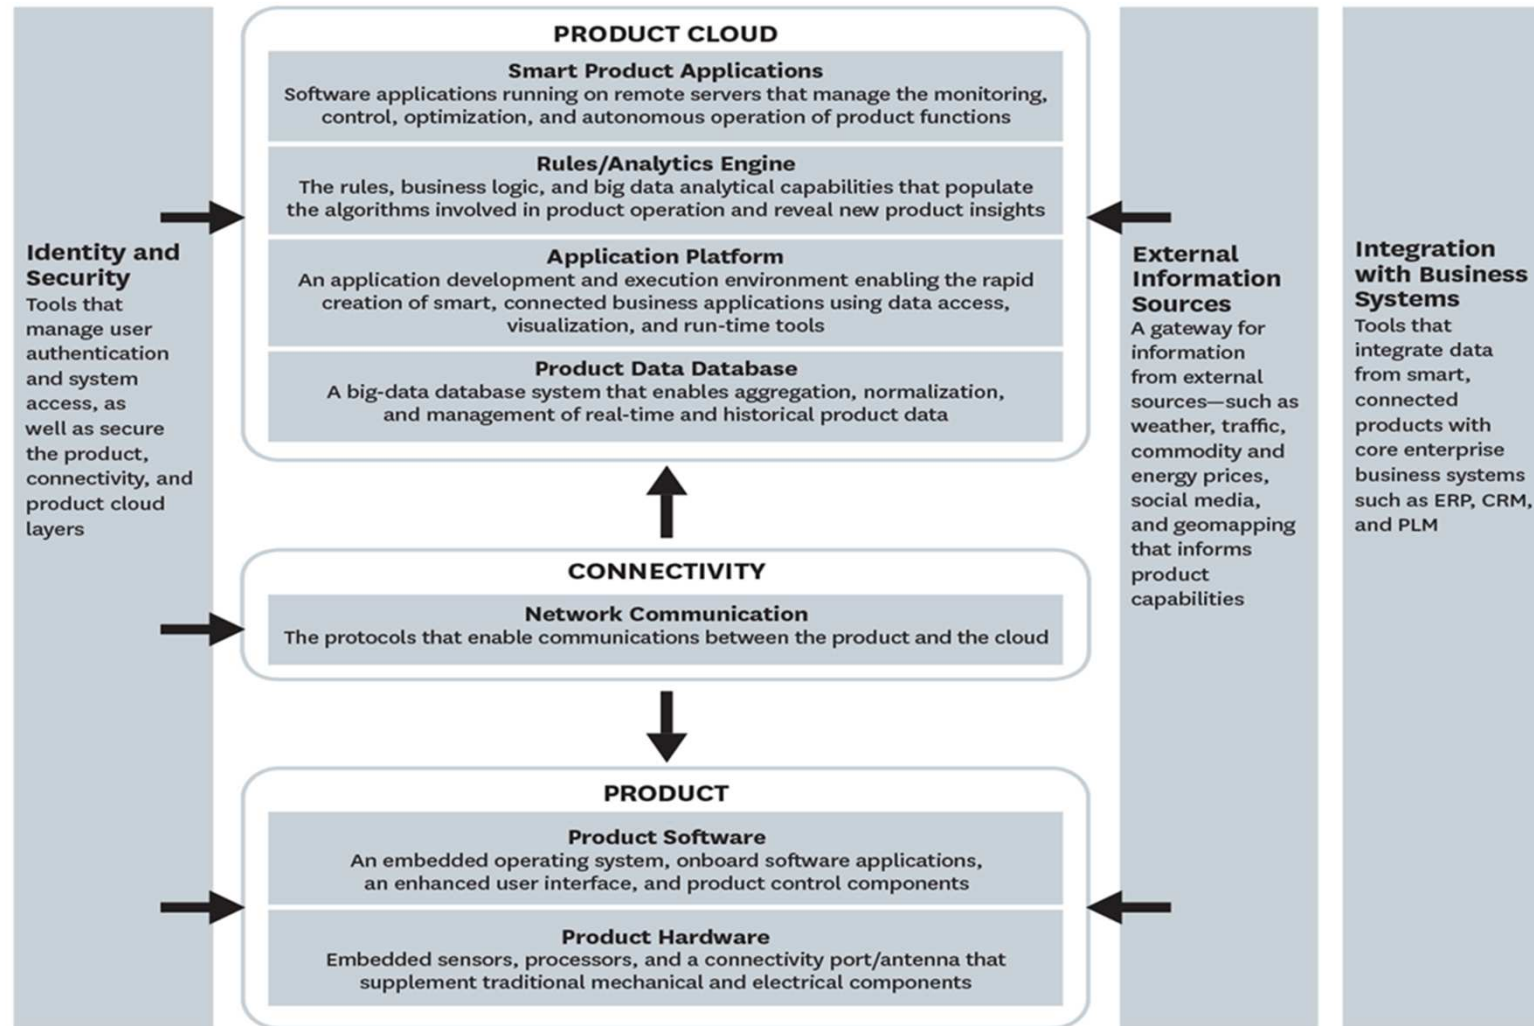 PRODUCT CLOUD
Smart Product Applications
Software applications running on remote servers that manage the monitoring,
control, optimization, and autonomous operation of product functions
Rules/Analytics Engine
The rules, business logic, and big data analytical capabilities that populate
the algorithms involved in product operation and reveal new product insights
Application Platform
An application development and execution environment enabling the rapid
creation of smart, connected business applications using data access,
visualization, and run-time tools
Product Data Database
A big-data database system that enables aggregation, normalization,
and management of real-time and historical product data
CONNECTIVITY
Network Communication
The protocols that enable communications between the product and the cloud
PRODUCT
Product Software
An embedded operating system, onboard software applications,
an enhanced user interface, and product control components
Product Hardware
Embedded sensors, processors, and a connectivity port/antenna that
supplement traditional mechanical and electrical components
Identity and
Security
Tools that
manage user
authentication
and system
access, as
well as secure
the product,
connectivity, and
product cloud
layers
External
Information
Sources
A gateway for
information
from external
sources—such as
weather, traffic,
commodity and
energy prices,
social media,
and geomapping
that informs
product
capabilities
Integration
with Business
Systems
Tools that
integrate data
from smart,
connected
products with
core enterprise
business systems
such as ERP, CRM,
and PLM